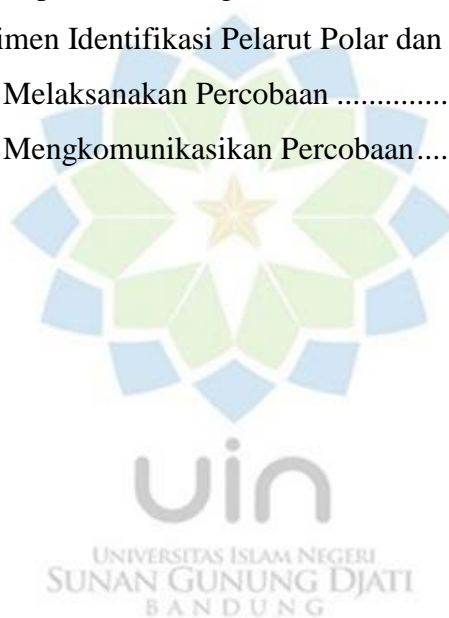 imen Identifikasi Pelarut Polar dan
Melaksanakan Percobaan ..............
Mengkomunikasikan Percobaan....
uin
UNIVERSITAS ISLAM NEGERI
SUNAN GUNUNG DJATI
BANDUNG